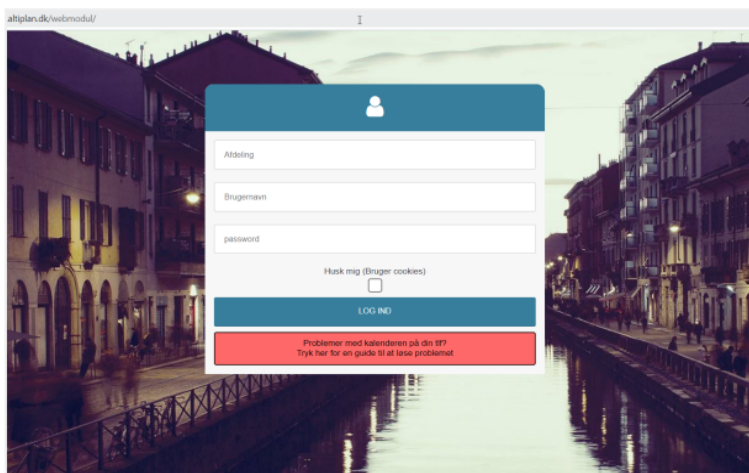 altiplan.dk/webmodul/
Afdeling
Brugernavn
password
Husk mig (Bruger cookies)
LOG IND
Problemer med kalenderen på din tlf?
Tryk her for en guide til at løse problemet